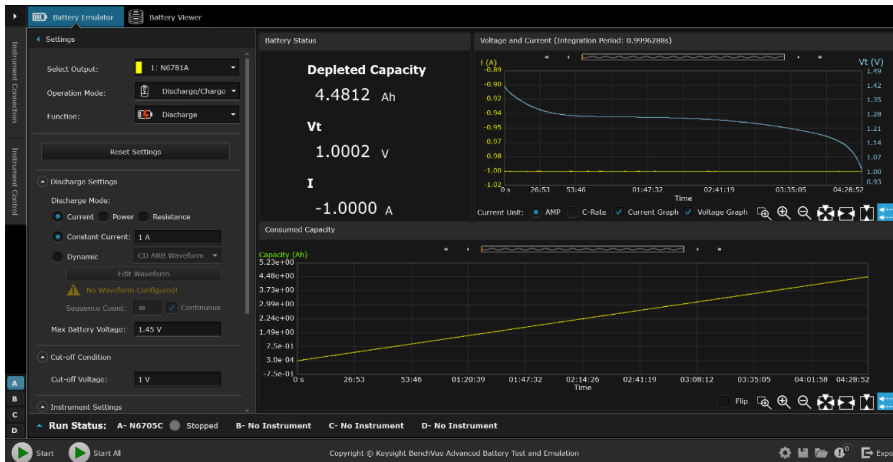 Battery Emulator
Battery Viewer
Instrument Connection
Instrument Control
Settings
Select Output: 1: N6781A
Operation Mode: Discharge/Charge
Function: Discharge
Reset Settings
Discharge Settings
Discharge Mode:
Current Power Resistance
Constant Current: 1 A
Dynamic CD ARB Waveform
Edit Waveform
No Waveform Configured!
Sequence Count: ∞ Continuous
Max Battery Voltage: 1.45 V
Cut-off Condition
Cut-off Voltage: 1 V
Instrument Settings
Battery Status
Depleted Capacity
4.4812 Ah
Vt
1.0002 V
I
-1.0000 A
Voltage and Current (Integration Period: 0.9996288s)
I (A) Vt (V)
-0.89 1.49
-0.90 1.42
-0.92 1.35
-0.94 1.28
-0.95 1.21
-0.97 1.14
-0.98 1.07
-1.00 1.00
-1.02 0.93
0 s 26:53 53:46 01:47:32 02:41:19 03:35:05 04:28:52
Time
Current Unit: AMP C-Rate Current Graph Voltage Graph
Consumed Capacity
Capacity (Ah)
5.23e+00
4.48e+00
3.73e+00
2.99e+00
2.24e+00
1.49e+00
7.5e-01
3.0e-04
-7.50e-01
0 s 26:53 53:46 01:20:39 01:47:32 02:14:26 02:41:19 03:08:12 03:35:05 04:01:58 04:28:52
Time
Flip
A
B
C
D
Run Status: A- N6705C Stopped B- No Instrument C- No Instrument D- No Instrument
Start Start All Copyright © Keysight BenchVue Advanced Battery Test and Emulation 0 Expo